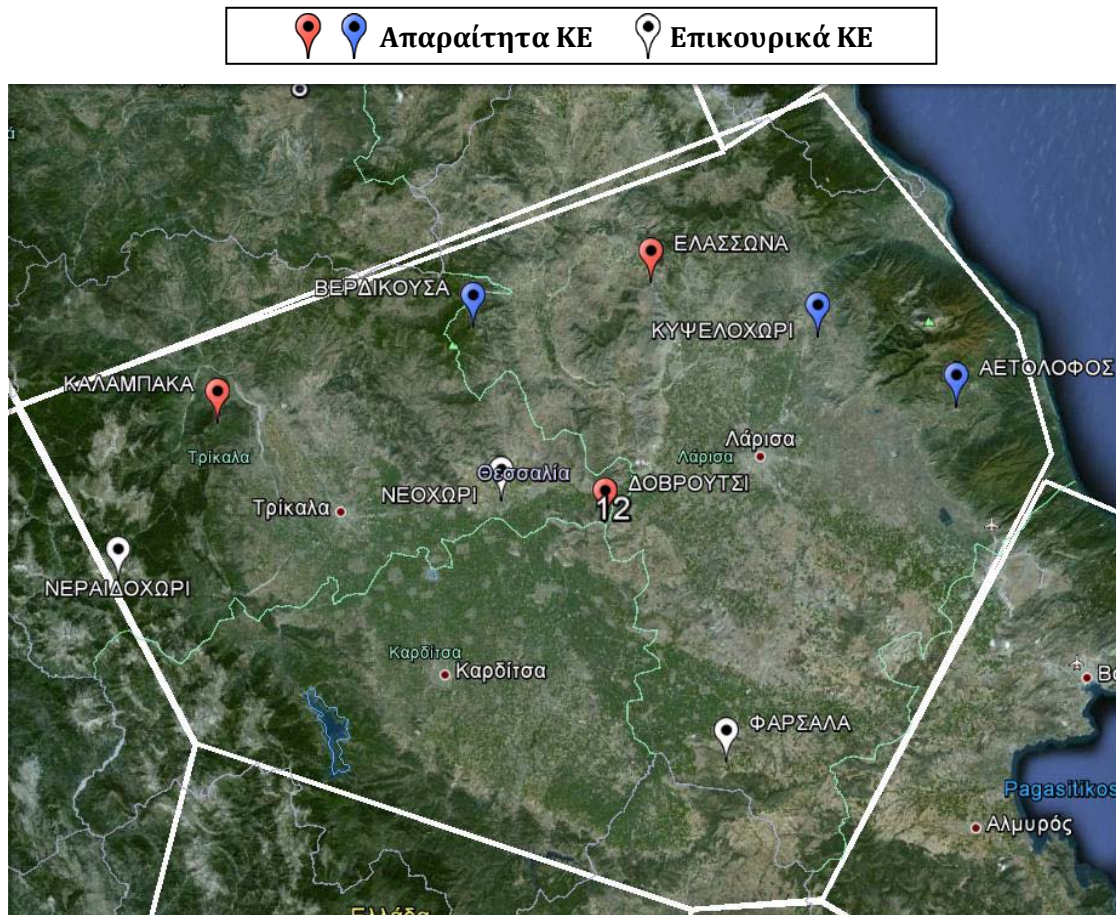 Απαραίτητα ΚΕ Επικουρικά ΚΕ
ΕΛΑΣΣΩΝΑ
ΒΕΡΔΙΚΟΥΣΑ
ΚΥΨΕΛΟΧΩΡΙ
ΑΕΤΟΛΟΦΟΣ
ΚΑΛΑΜΠΑΚΑ
Τρίκαλα
Λάρισα
Λάρισα
Θεσσαλία
ΔΟΒΡΟΥΤΣΙ
ΝΕΟΧΩΡΙ
12
Τρίκαλα
ΝΕΡΑΙΔΟΧΩΡΙ
Καρδίτσα
Καρδίτσα
ΦΑΡΣΑΛΑ
Pagasitikos
Αλμυρός
Ελλάδα